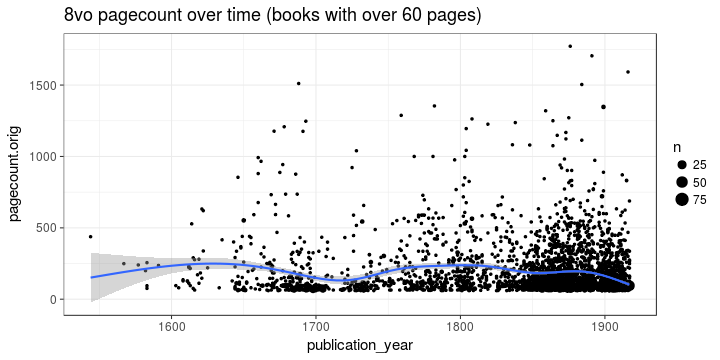 8vo pagecount over time (books with over 60 pages)
1500
1000
500
0
pagecount.orig
1600
1700
1800
1900
publication_year
n
25
50
75